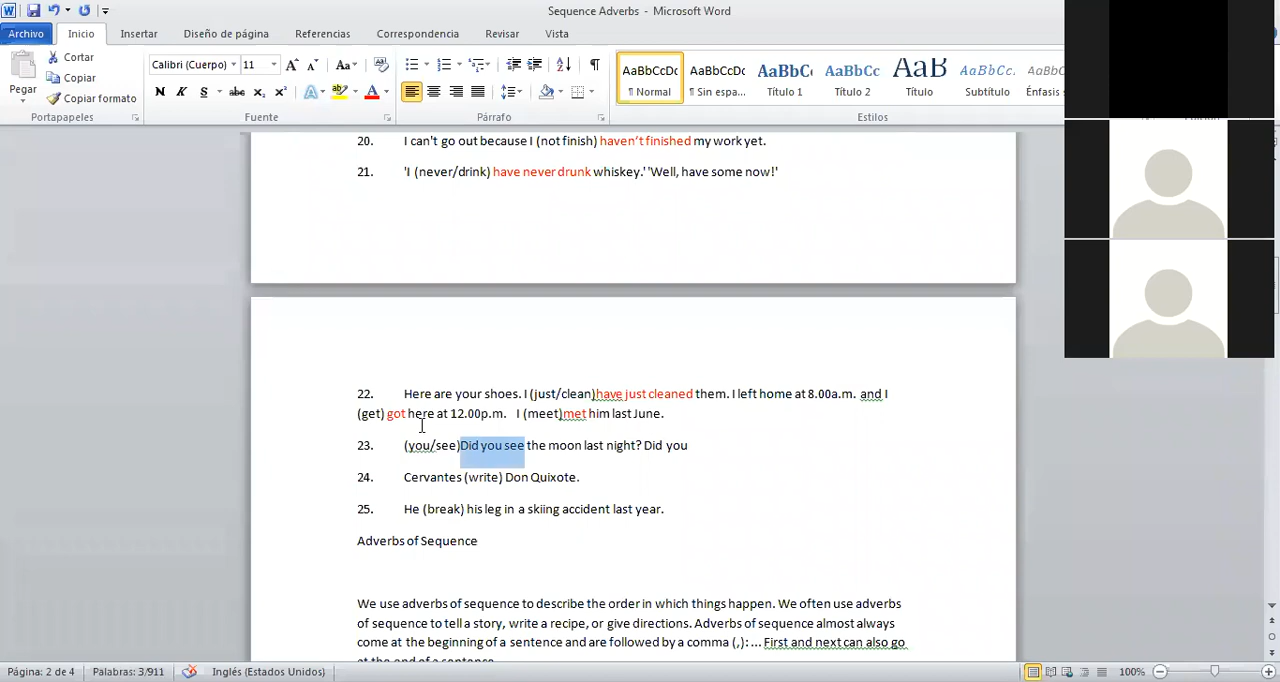 Sequence Adverbs - Microsoft Word
Archivo Inicio Insertar Diseño de página Referencias Correspondencia Revisar Vista
Cortar
Copiar
Copiar formato
Pegar
Calibri (Cuerpo) 11
AaBbCcDc AaBbCcDc AaBbC AaBbCc AaB AaBbCc AaBbCc
¶ Normal ¶ Sin espa... Título 1 Título 2 Título Subtítulo Énfasis
Portapapeles Fuente Párrafo Estilos
20. I can't go out because I (not finish) haven't finished my work yet.
21. 'I (never/drink) have never drunk whiskey.' 'Well, have some now!'
22. Here are your shoes. I (just/clean)have just cleaned them. I left home at 8.00a.m. and I
(get) got here at 12.00p.m. I (meet)met him last June.
23. (you/see)Did you see the moon last night? Did you
24. Cervantes (write) Don Quixote.
25. He (break) his leg in a skiing accident last year.
Adverbs of Sequence
We use adverbs of sequence to describe the order in which things happen. We often use adverbs
of sequence to tell a story, write a recipe, or give directions. Adverbs of sequence almost always
come at the beginning of a sentence and are followed by a comma (,): ... First and next can also go
at the end of a sentence
Página: 2 de 4 Palabras: 3/911 Inglés (Estados Unidos) 100%